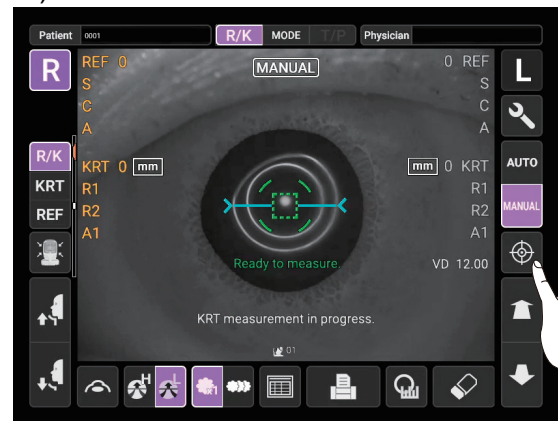 Patient 0001 R/K MODE T/P Physician
R L
REF 0 MANUAL 0 REF
S S
C C
A A
R/K KRT 0 mm mm 0 KRT AUTO
KRT R1 R1
REF R2 R2 MANUAL
A1 A1
Ready to measure. VD 12.00
KRT measurement in progress.
01
H L R1